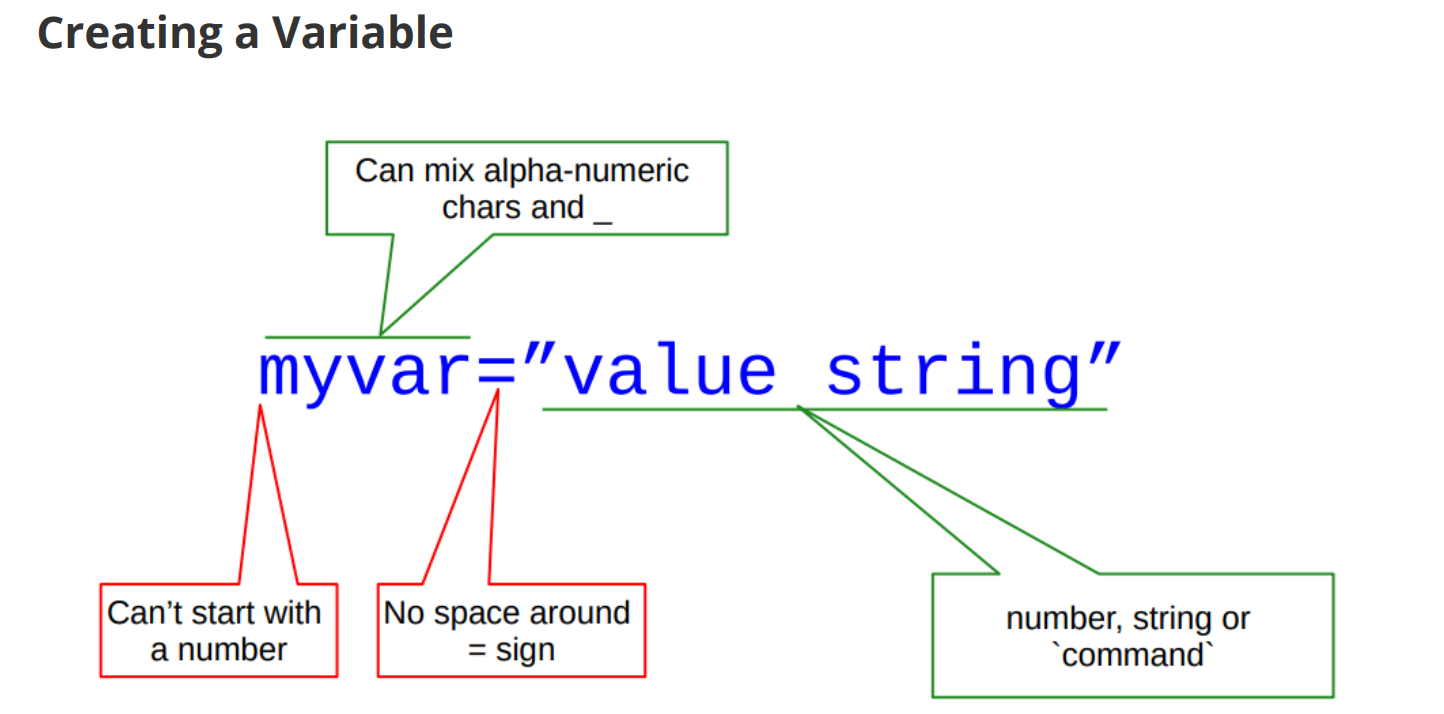 Creating a Variable
Can mix alpha-numeric
chars and _
myvar=”value string”
Can’t start with
a number
No space around
= sign
number, string or
`command`